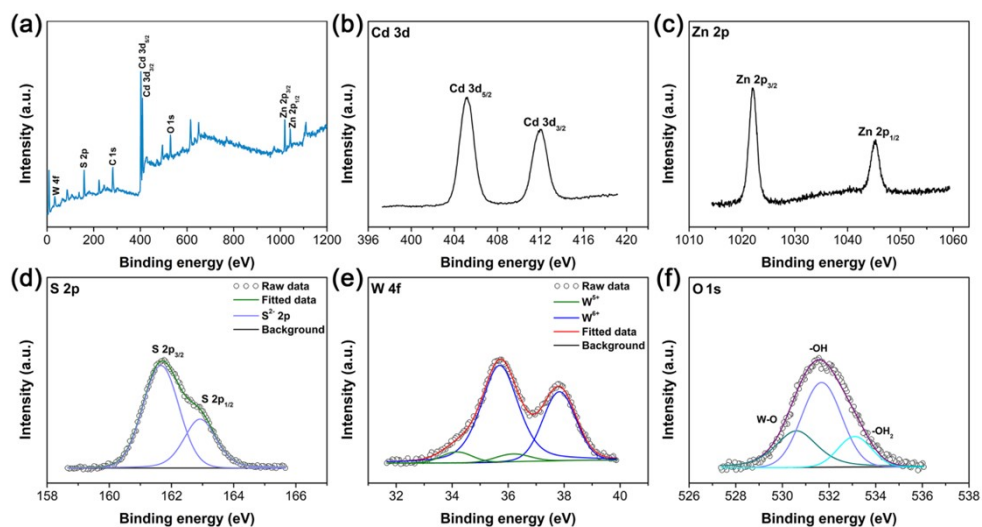 (a)
Intensity (a.u.)
W 4f
S 2p
C 1s
Cd 3d5/2
Cd 3d3/2
O 1s
Zn 2p3/2
Zn 2p1/2
0 200 400 600 800 1000 1200
Binding energy (eV)
(b)
Cd 3d
Intensity (a.u.)
Cd 3d5/2
Cd 3d3/2
396 400 404 408 412 416 420
Binding energy (eV)
(c)
Zn 2p
Intensity (a.u.)
Zn 2p3/2
Zn 2p1/2
1010 1020 1030 1040 1050 1060
Binding energy (eV)
(d)
S 2p
Intensity (a.u.)
Raw data
Fitted data
S2- 2p
Background
S 2p3/2
S 2p1/2
158 160 162 164 166
Binding energy (eV)
(e)
W 4f
Intensity (a.u.)
Raw data
W5+
W6+
Fitted data
Background
32 34 36 38 40
Binding energy (eV)
(f)
O 1s
Intensity (a.u.)
-OH
W-O
-OH2
526 528 530 532 534 536 538
Binding energy (eV)